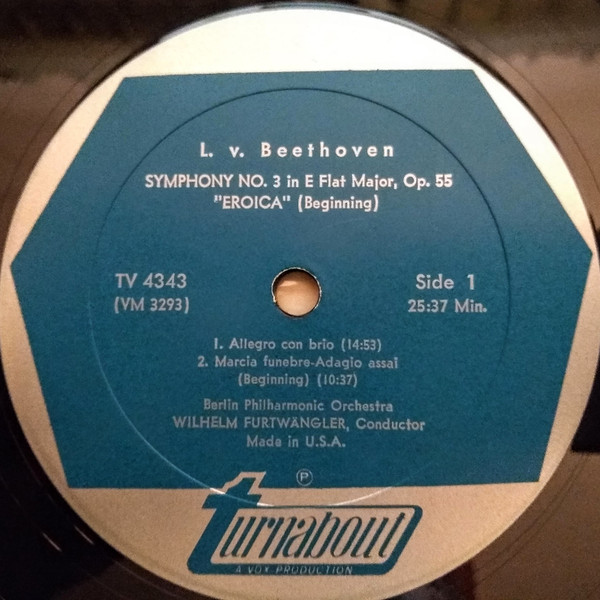 L. v. Beethoven
SYMPHONY NO. 3 in E Flat Major, Op. 55
"EROICA" (Beginning)
TV 4343
(VM 3293)
Side 1
25:37 Min.
1. Allegro con brio (14:53)
2. Marcia funebre-Adagio assai
(Beginning) (10:37)
Berlin Philharmonic Orchestra
WILHELM FURTWÄNGLER, Conductor
Made in U.S.A.
P
turnabout
A VOX PRODUCTION